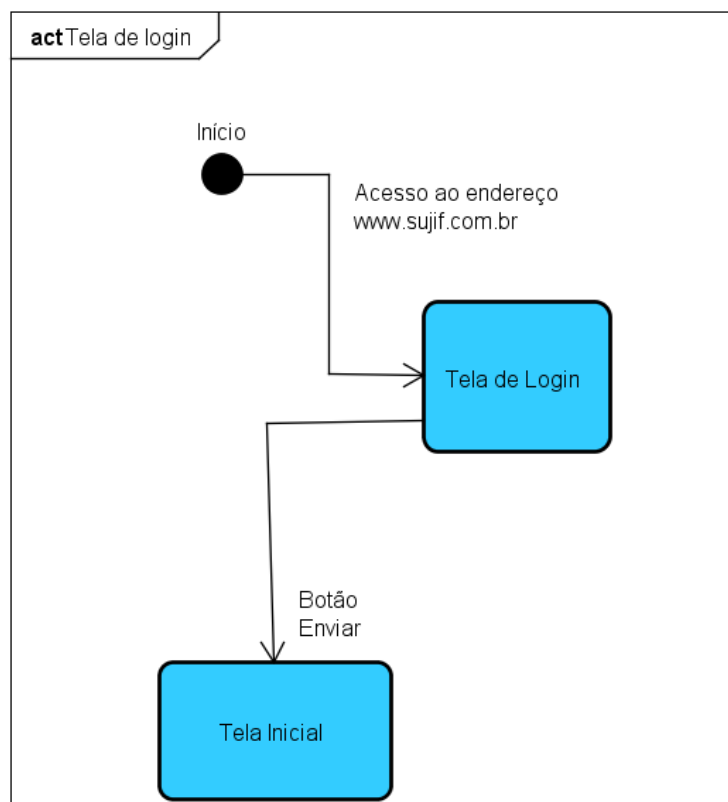 act Tela de login
Início
Acesso ao endereço
www.sujif.com.br
Tela de Login
Botão
Enviar
Tela Inicial